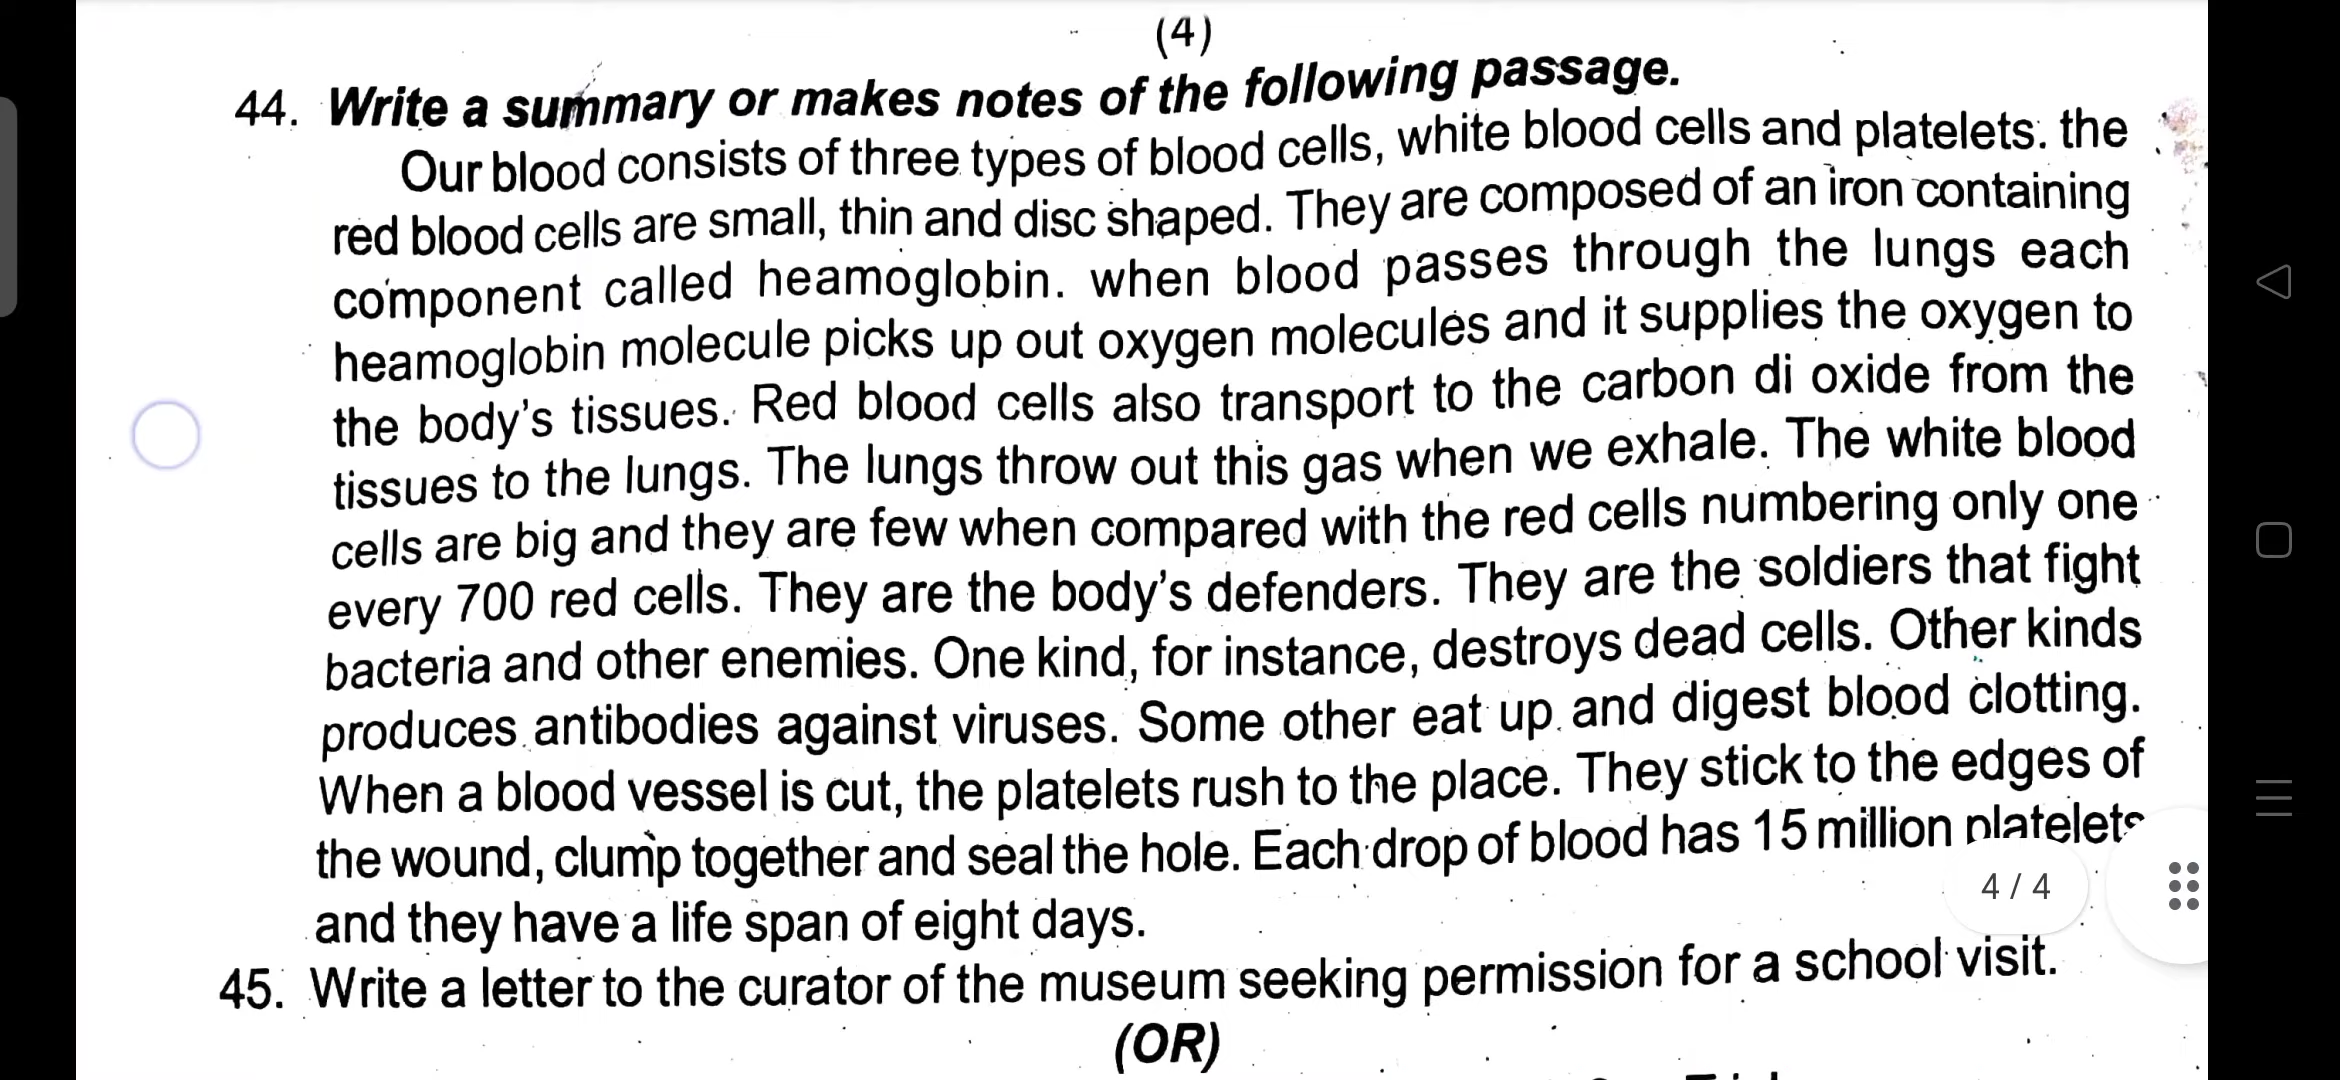 (4)
44. Write a summary or makes notes of the following passage.
Our blood consists of three types of blood cells, white blood cells and platelets. the
red blood cells are small, thin and disc shaped. They are composed of an iron containing
component called heamoglobin. when blood passes through the lungs each
heamoglobin molecule picks up out oxygen molecules and it supplies the oxygen to
the body's tissues. Red blood cells also transport to the carbon di oxide from the
tissues to the lungs. The lungs throw out this gas when we exhale. The white blood
cells are big and they are few when compared with the red cells numbering only one
every 700 red cells. They are the body's defenders. They are the soldiers that fight
bacteria and other enemies. One kind, for instance, destroys dead cells. Other kinds
produces antibodies against viruses. Some other eat up and digest blood clotting.
When a blood vessel is cut, the platelets rush to the place. They stick to the edges of
the wound, clump together and seal the hole. Each drop of blood has 15 million platelets
and they have a life span of eight days.
4 / 4
45. Write a letter to the curator of the museum seeking permission for a school visit.
(OR)